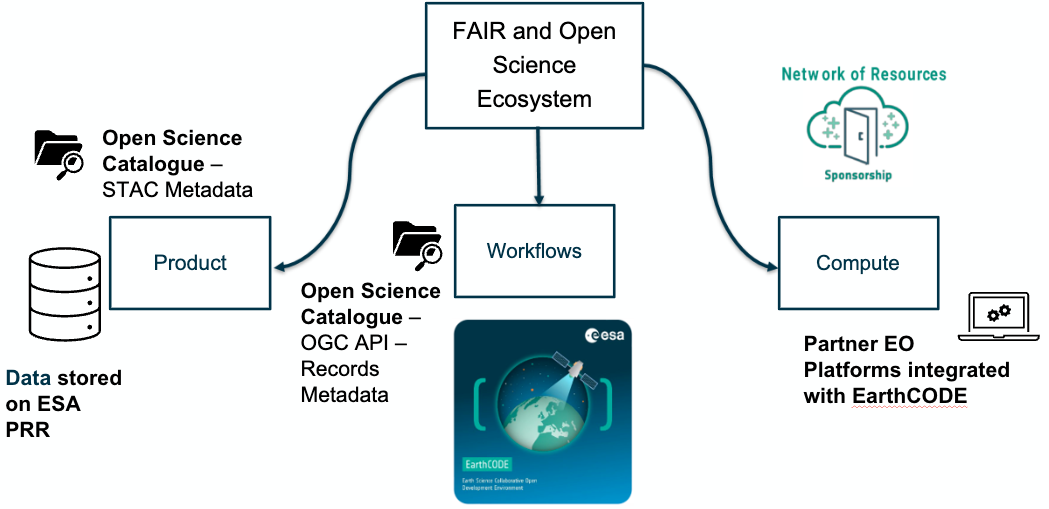 FAIR and Open
Science
Ecosystem
Network of Resources
Sponsorship
Open Science
Catalogue –
STAC Metadata
Product
Workflows
Compute
Open Science
Catalogue –
OGC API –
Records
Metadata
Data stored
on ESA
PRR
Partner EO
Platforms integrated
with EarthCODE
esa
EarthCODE
Earth Science Collaborative Open
Development Environment